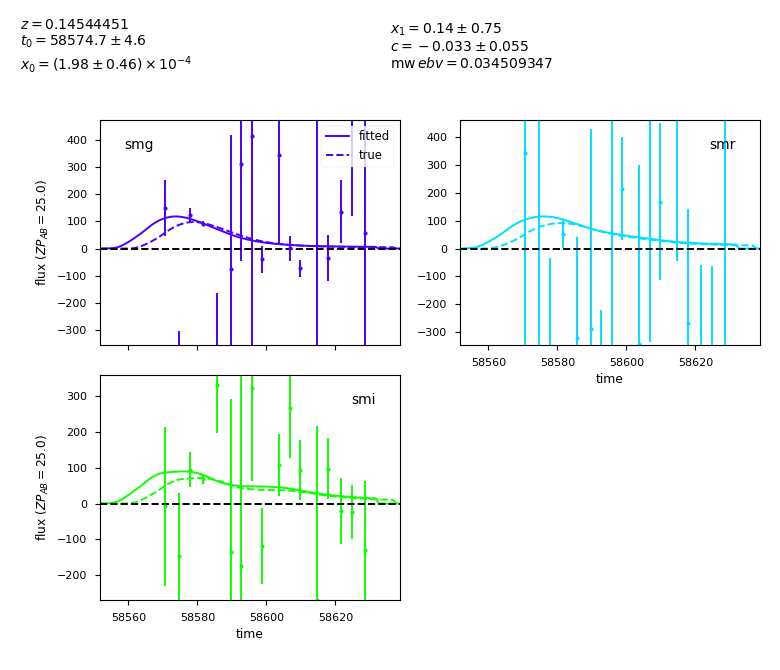 z = 0.14544451
t₀ = 58574.7 ± 4.6
x₀ = (1.98 ± 0.46) × 10⁻⁴
x₁ = 0.14 ± 0.75
c = −0.033 ± 0.055
mw ebv = 0.034509347
smg
fitted
true
400
300
200
100
0
−100
−200
−300
flux (ZP_AB = 25.0)
smr
400
300
200
100
0
−100
−200
−300
58560 58580 58600 58620
time
smi
300
200
100
0
−100
−200
flux (ZP_AB = 25.0)
58560 58580 58600 58620
time